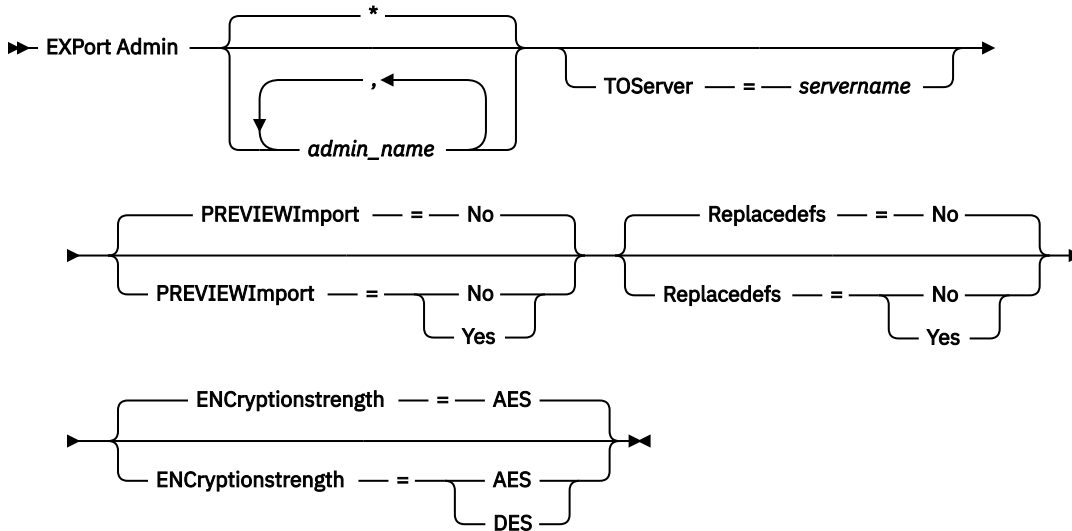 *
EXPort Admin
,
admin_name
TOServer = servername
PREVIEWImport = No
PREVIEWImport = No
Yes
Replacedefs = No
Replacedefs = No
Yes
ENCryptionstrength = AES
ENCryptionstrength = AES
DES